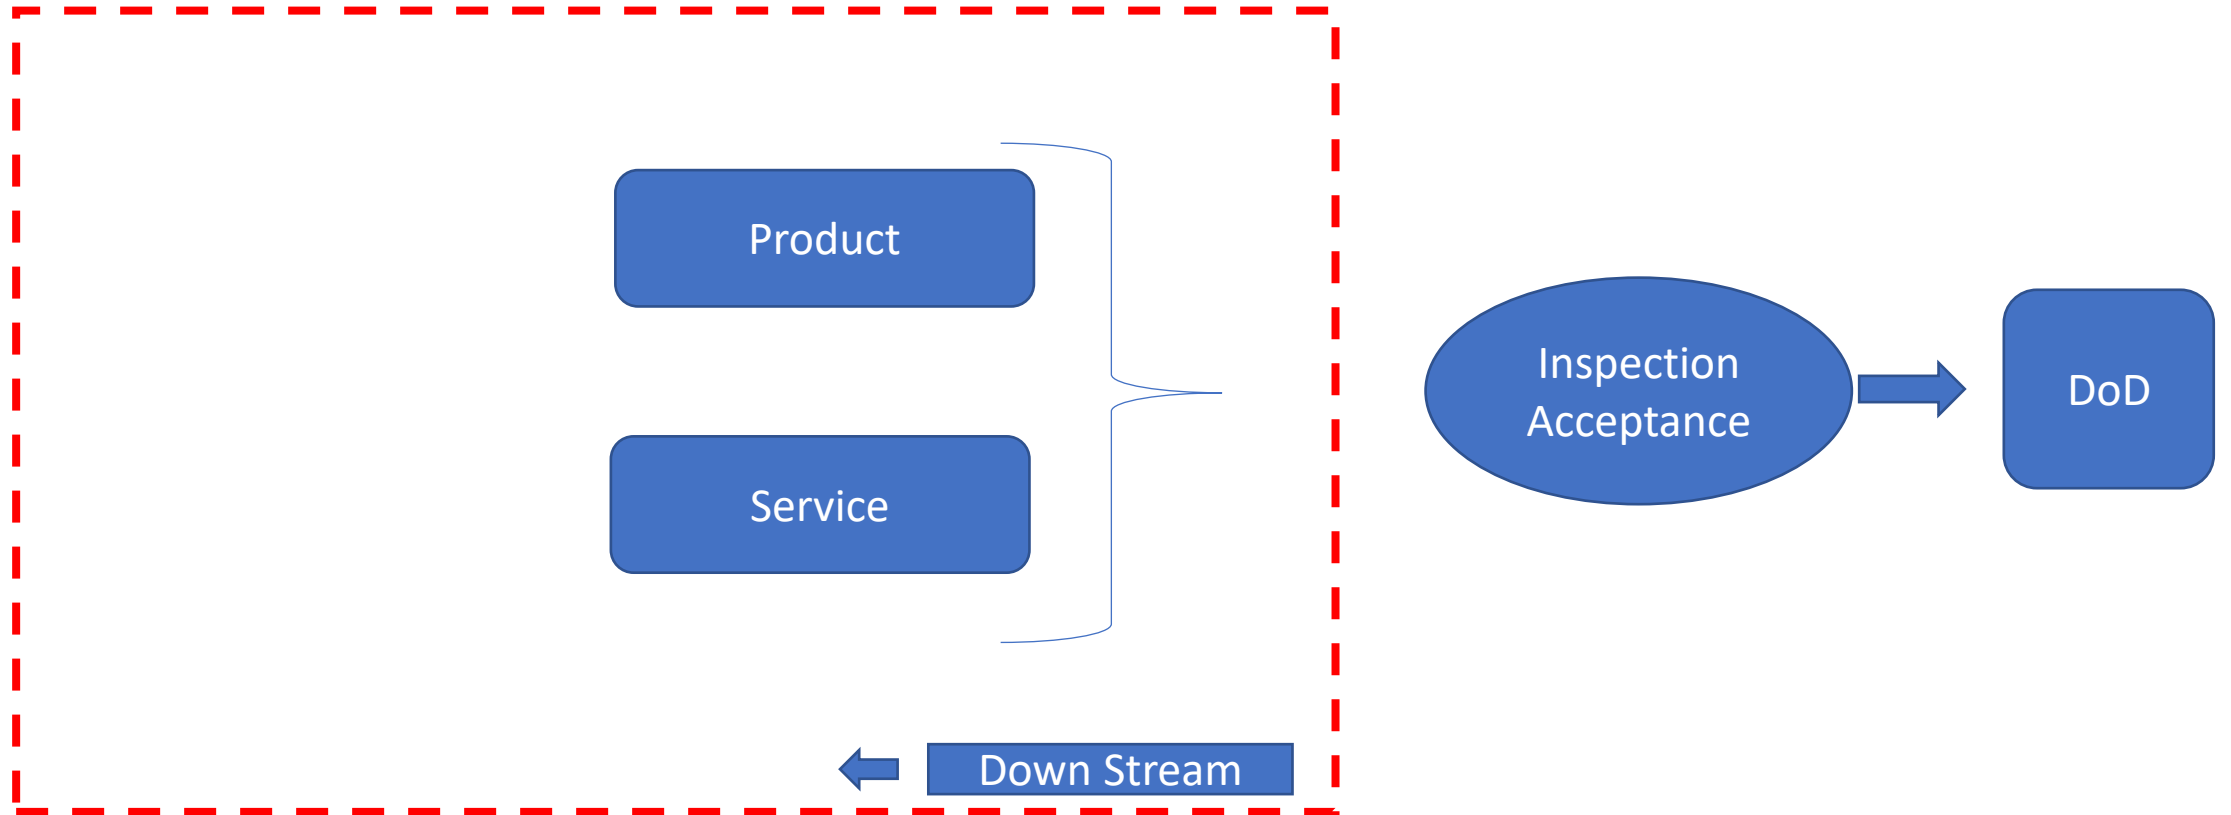 Product
Service
Inspection
Acceptance
DoD
Down Stream